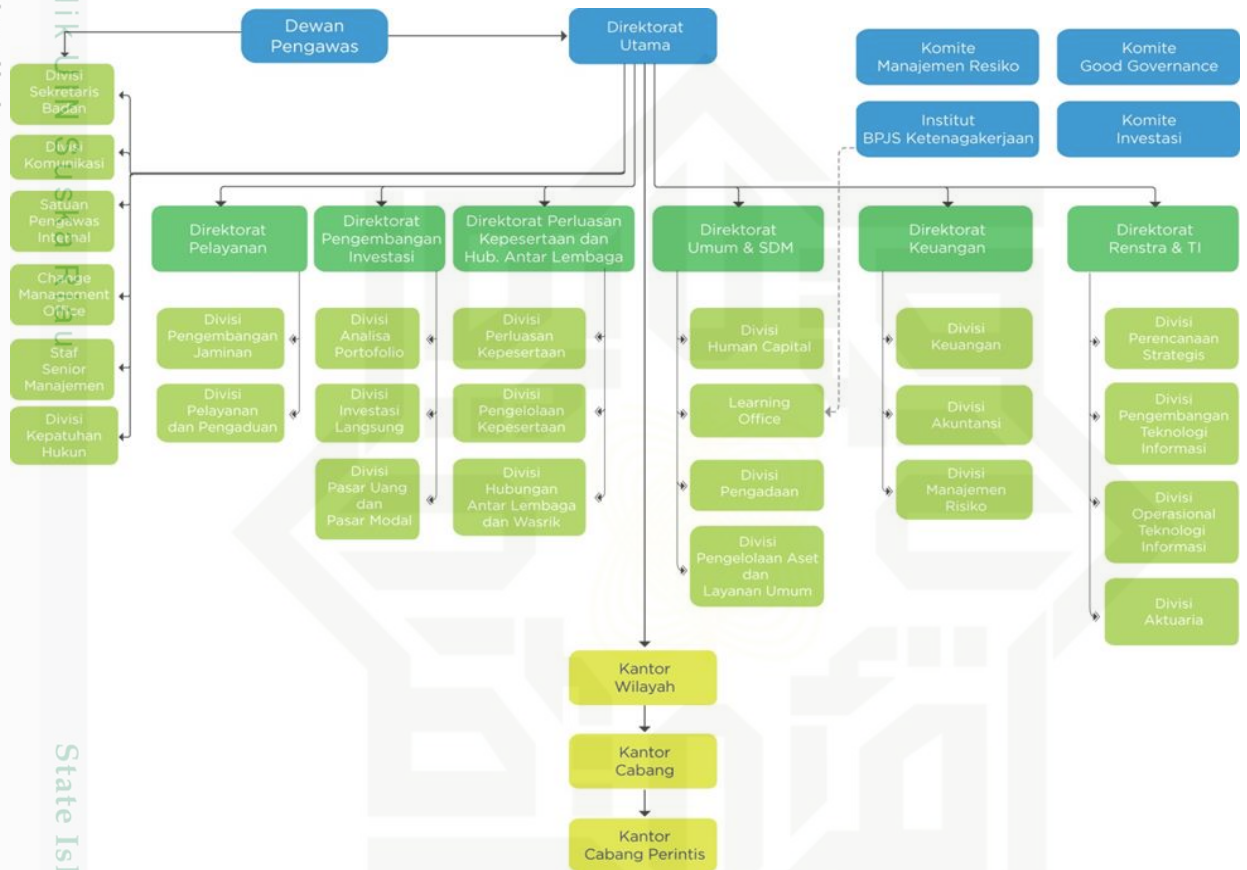 Dewan
Pengawas
Direktorat
Utama
Komite
Manajemen Resiko
Komite
Good Governance
Institut
BPJS Ketenagakerjaan
Komite
Investasi
Divisi
Sekretaris
Badan
Divisi
Komunikasi
Satuan
Pengawas
Internal
Change
Management
Office
Staf
Senior
Manajemen
Divisi
Kepatuhan
Hukun
Direktorat
Pelayanan
Divisi
Pengembangan
Jaminan
Divisi
Pelayanan
dan Pengaduan
Direktorat
Pengembangan
Investasi
Divisi
Analisa
Portofolio
Divisi
Investasi
Langsung
Divisi
Pasar Uang
dan
Pasar Modal
Direktorat Perluasan
Kepesertaan dan
Hub. Antar Lembaga
Divisi
Perluasan
Kepesertaan
Divisi
Pengelolaan
Kepesertaan
Divisi
Hubungan
Antar Lembaga
dan Wasrik
Direktorat
Umum & SDM
Divisi
Human Capital
Learning
Office
Divisi
Pengadaan
Divisi
Pengelolaan Aset
dan
Layanan Umum
Direktorat
Keuangan
Divisi
Keuangan
Divisi
Akuntansi
Divisi
Manajemen
Risiko
Direktorat
Renstra & TI
Divisi
Perencanaan
Strategis
Divisi
Pengembangan
Teknologi
Informasi
Divisi
Operasional
Teknologi
Informasi
Divisi
Aktuaria
Kantor
Wilayah
Kantor
Cabang
Kantor
Cabang Perintis
UIN Suska Riau
State